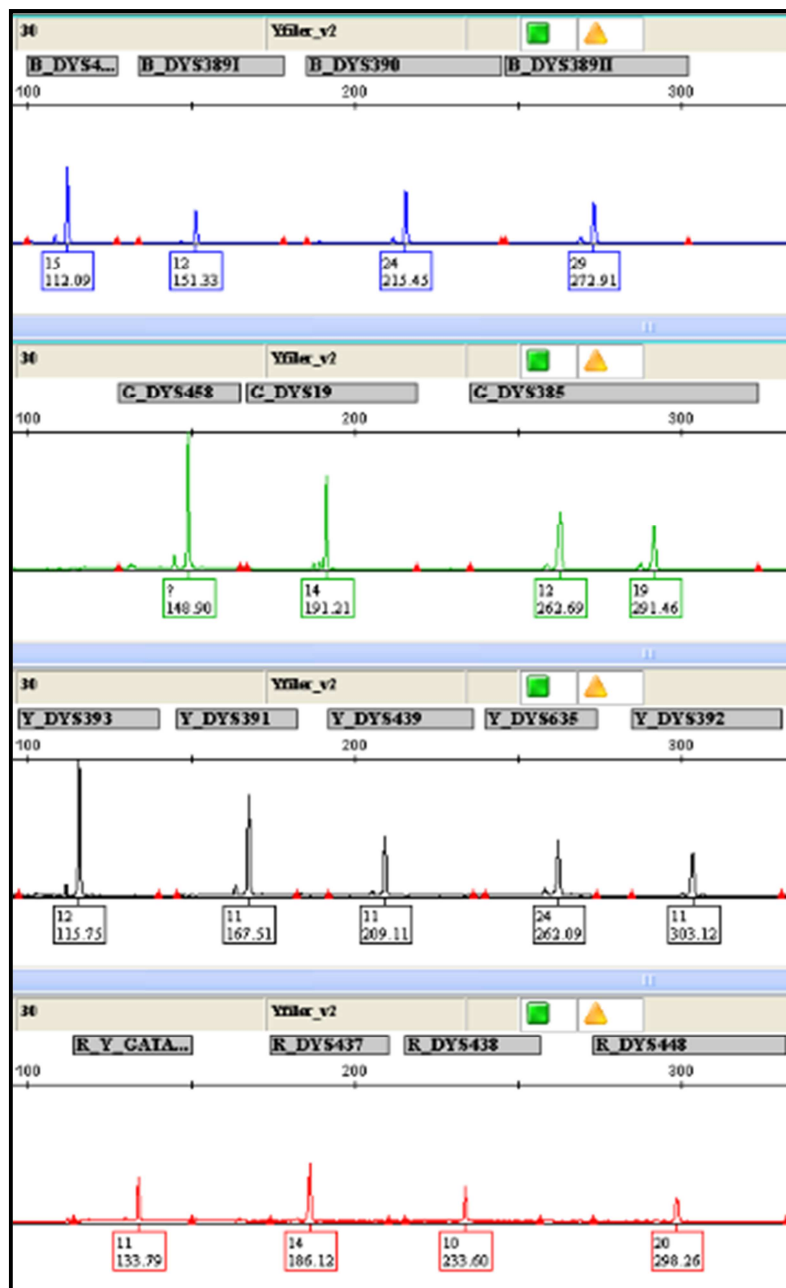 30 Yfiler_v2
B_DYS4... B_DYS389I B_DYS390 B_DYS389II
100 200 300
15 12 24 29
112.09 151.33 215.45 272.91
30 Yfiler_v2
G_DYS458 G_DYS19 G_DYS385
100 200 300
? 14 12 19
148.90 191.21 262.69 291.46
30 Yfiler_v2
Y_DYS393 Y_DYS391 Y_DYS439 Y_DYS635 Y_DYS392
100 200 300
12 11 11 24 11
115.75 167.51 209.11 262.09 303.12
30 Yfiler_v2
R_Y_GATA... R_DYS437 R_DYS438 R_DYS448
100 200 300
11 14 10 20
133.79 186.12 233.60 298.26